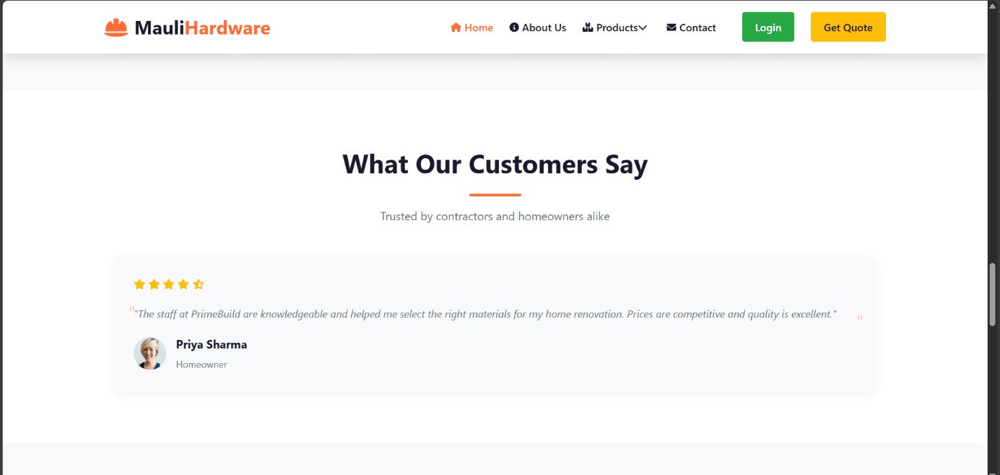 MauliHardware
Home
About Us
Products
Contact
Login
Get Quote
What Our Customers Say
Trusted by contractors and homeowners alike
"The staff at PrimeBuild are knowledgeable and helped me select the right materials for my home renovation. Prices are competitive and quality is excellent."
Priya Sharma
Homeowner